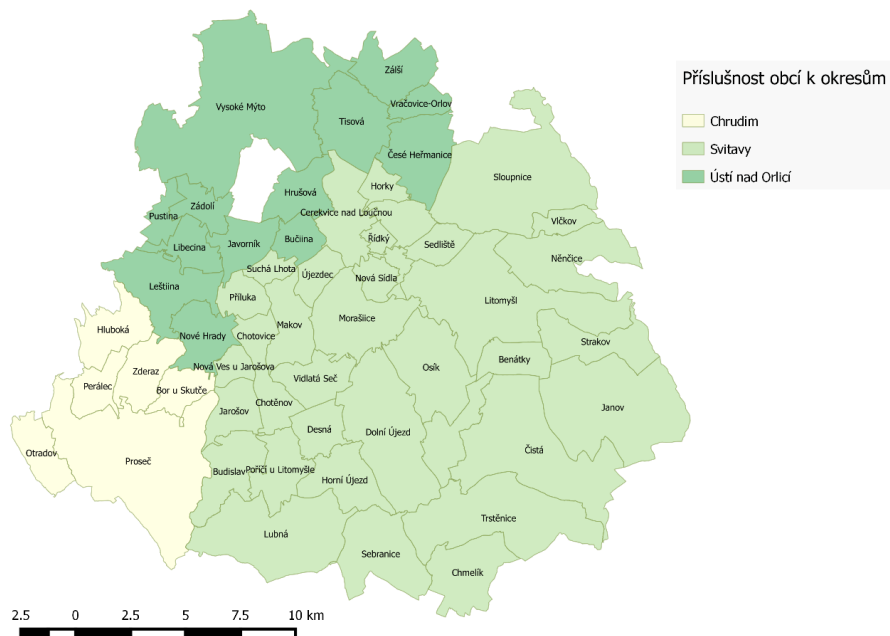 Zálší
Vysoké Mýto
Vračovice-Orlov
Tisová
Česé Heřmanice
Příslušnost obcí k okresům
Chrudim
Svitavy
Ústí nad Orlicí
Sloupnice
Horky
Hrušová
Zádolí
Cerekvice nad Loučnou
Pustina
Vlčkov
Libecina
Javorník
Bučiina
Řídký
Sedliště
Něnčice
Suchá Lhota
Újezdec
Nová Sídla
Leštiina
Příluka
Litomyšl
Hluboká
Nové Hrady
Chotovice
Makov
Morašiice
Strakov
Benátky
Zderaz
Nová Ves u Jarošova
Osík
Perálec
Bor u Skutče
Vidlatá Seč
Jarošov
Chotěnov
Janov
Desná
Dolní Újezd
Otradov
Proseč
Čistá
Budislav
Poříčí u Litomyšle
Horní Újezd
Trstěnice
Lubná
Sebranice
Chmelík
2.5 0 2.5 5 7.5 10 km